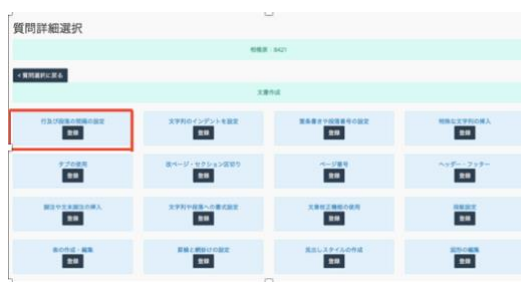 質問詳細選択
相機票 : 8421
< 質問選択に戻る
文書作成
行及び段落の間隔の設定
登録
文字列のインデントを設定
登録
箇条書きや段落番号の設定
登録
特殊な文字列の挿入
登録
タブの使用
登録
改ページ・セクション区切り
登録
ページ番号
登録
ヘッダー・フッター
登録
脚注や文末脚注の挿入
登録
文字列や段落への書式設定
登録
文章校正機能の使用
登録
用紙設定
登録
表の作成・編集
登録
罫線と網掛けの設定
登録
見出しスタイルの作成
登録
図形の編集
登録